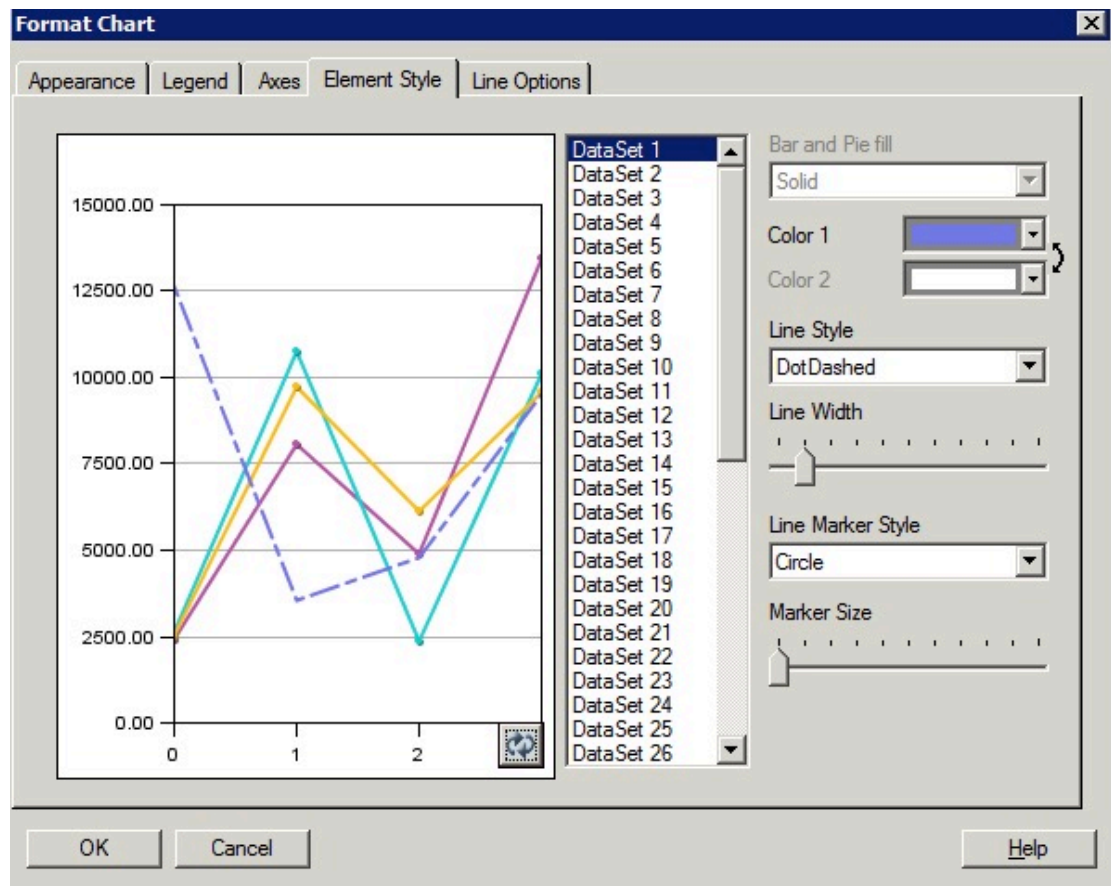 Format Chart
Appearance Legend Axes Element Style Line Options
15000.00
12500.00
10000.00
7500.00
5000.00
2500.00
0.00
0 1 2
DataSet 1
DataSet 2
DataSet 3
DataSet 4
DataSet 5
DataSet 6
DataSet 7
DataSet 8
DataSet 9
DataSet 10
DataSet 11
DataSet 12
DataSet 13
DataSet 14
DataSet 15
DataSet 16
DataSet 17
DataSet 18
DataSet 19
DataSet 20
DataSet 21
DataSet 22
DataSet 23
DataSet 24
DataSet 25
DataSet 26
Bar and Pie fill
Solid
Color 1
Color 2
Line Style
DotDashed
Line Width
Line Marker Style
Circle
Marker Size
OK Cancel Help